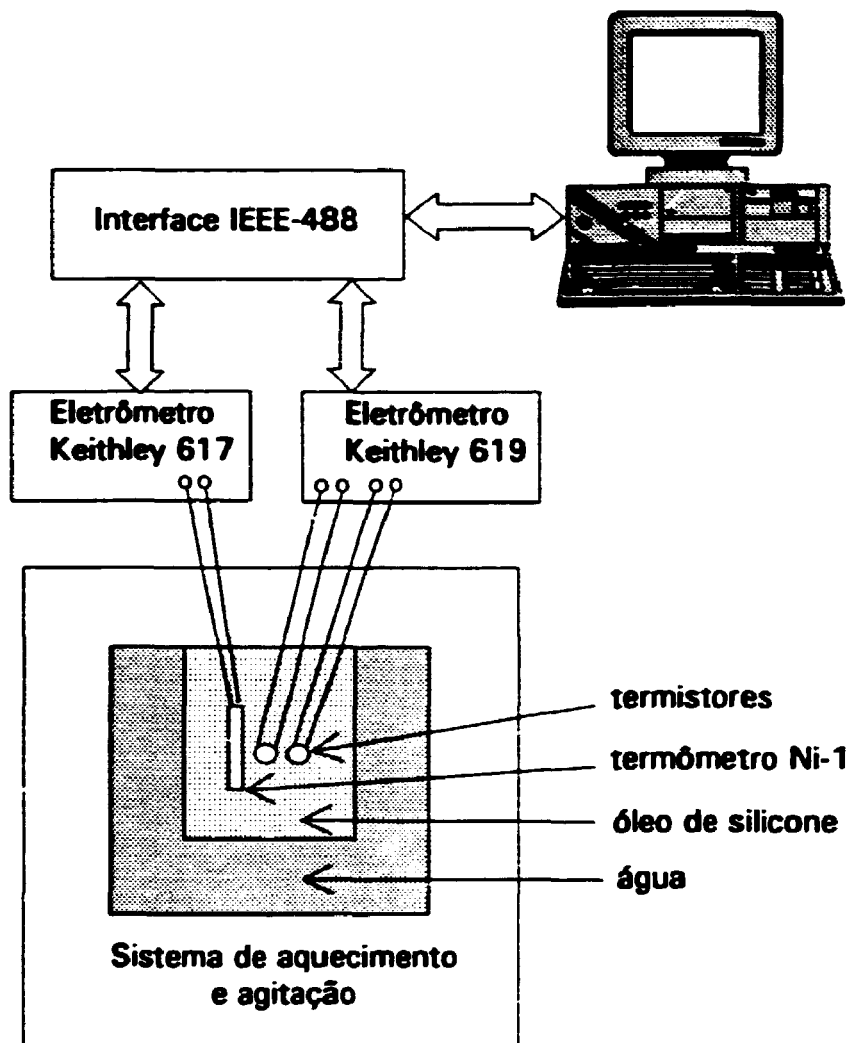 Interface IEEE-488
Eletrômetro
Keithley 617
Eletrômetro
Keithley 619
termistores
termômetro Ni-1
óleo de silicone
água
Sistema de aquecimento
e agitação